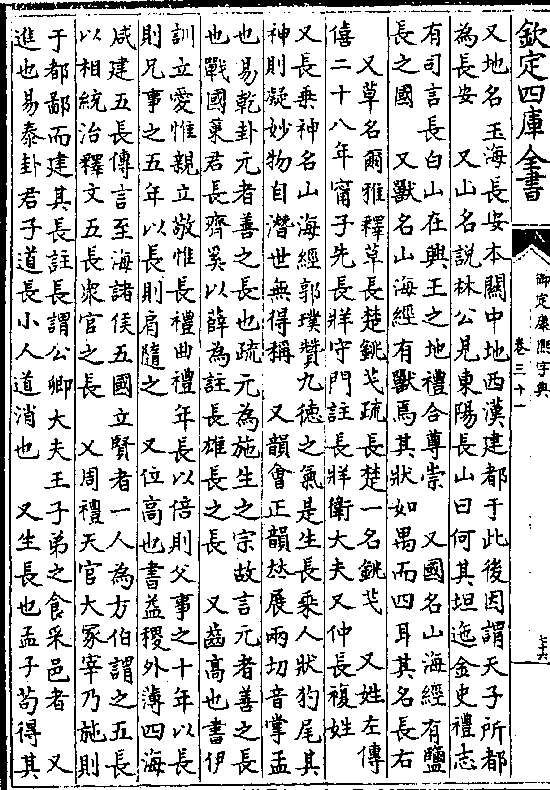 欽定四庫全書
御定康熙字典
卷三十一
又地名玉海長安本關中地西漢建都于此後因謂天子所都
為長安　又山名說林公見東陽長山曰何其坦迤金史禮志
有司言長白山在興王之地禮合尊崇　又國名山海經有鹽
長之國　又獸名山海經有獸焉其狀如禺而四耳其名長右
又草名爾雅釋草長楚銚芅疏長楚一名銚芅　又姓左傳
僖二十八年甯子先長牂守門註長牂衛大夫又仲長複姓
又長乗神名山海經郭璞贊九德之氣是生長乗人狀豹尾其
神則凝妙物自潛世無得稱　又韻會正韻𠀤展兩切音掌孟
也易乾卦元者善之長也疏元為施生之宗故言元者善之長
也戰國䇿君長齊奚以薛為註長雄長之長　又齒高也書伊
訓立愛惟親立敬惟長禮曲禮年長以倍則父事之十年以長
則兄事之五年以長則肩隨之　又位高也書益稷外薄四海
咸建五長傳言至海諸侯五國立賢者一人為方伯謂之五長
以相統治釋文五長衆官之長　又周禮天官大冢宰乃施則
于都鄙而建其長註長謂公卿大夫王子弟之食采邑者　又
進也易泰卦君子道長小人道消也　又生長也孟子苟得其